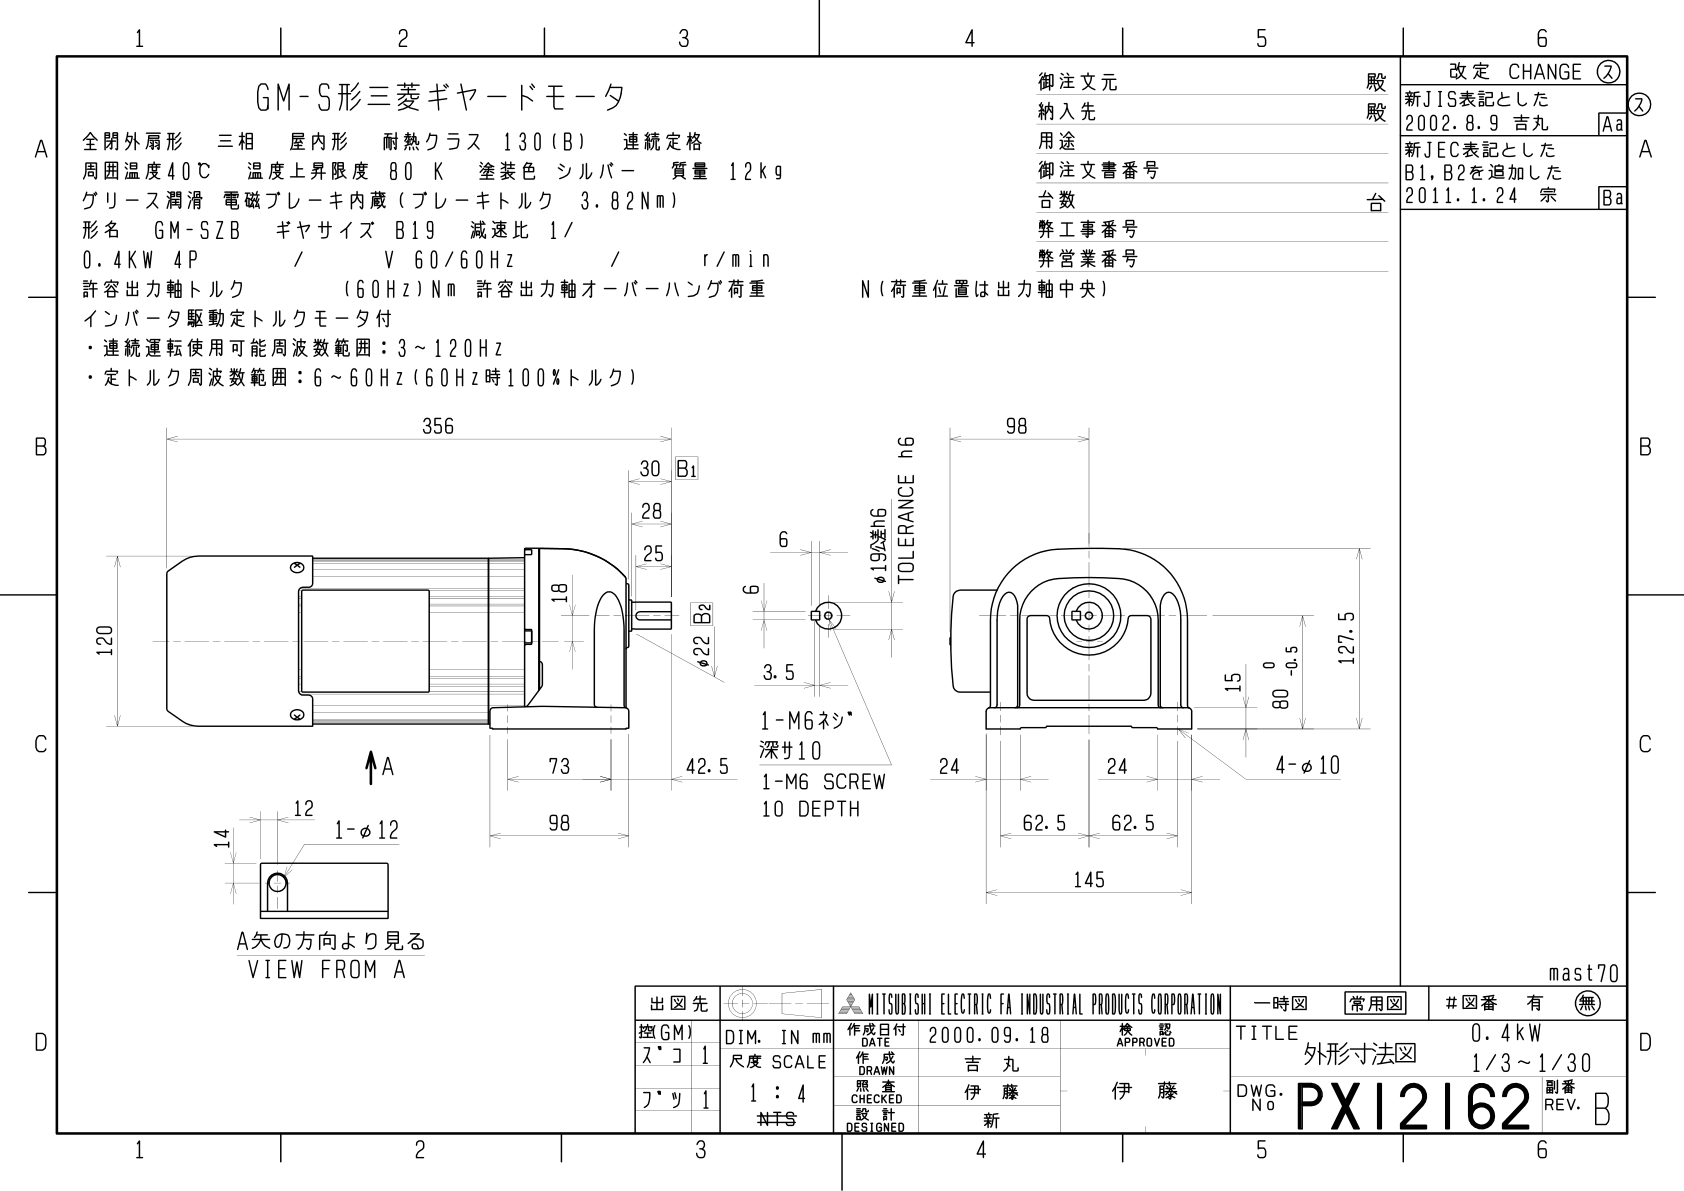 1 2 3 4 5 6
GM-S形三菱ギヤードモータ
全閉外扇形 三相 屋内形 耐熱クラス 130(B) 連続定格
周囲温度40℃ 温度上昇限度 80 K 塗装色 シルバー 質量 12kg
グリース潤滑 電磁ブレーキ内蔵(ブレーキトルク 3.82Nm)
形名 GM-SZB ギヤサイズ B19 減速比 1/
0.4KW 4P / V 60/60Hz / r/min
許容出力軸トルク (60Hz)Nm 許容出力軸オーバーハング荷重 N(荷重位置は出力軸中央)
インバータ駆動定トルクモータ付
・連続運転使用可能周波数範囲：3~120Hz
・定トルク周波数範囲：6~60Hz(60Hz時100%トルク)
御注文元 殿
納入先 殿
用途
御注文書番号
台数 台
弊工事番号
弊営業番号
改定 CHANGE ス
新JIS表記とした
2002.8.9 吉丸 Aa
ス
新JEC表記とした
B1,B2を追加した
2011.1.24 宗 Ba
A A
B B
C C
D D
356
30 B1
28
25
18
120
B2
φ22
73
42.5
98
A
12
14
1-φ12
A矢の方向より見る
VIEW FROM A
6
6
3.5
φ19公差h6
TOLERANCE h6
1-M6ネジ
深サ10
1-M6 SCREW
10 DEPTH
98
127.5
15
80 0 -0.5
24
24
4-φ10
62.5
62.5
145
mast70
出図先
控(GM)
ズコ 1
ブツ 1
DIM. IN mm
尺度 SCALE
1 : 4
NTS
MITSUBISHI ELECTRIC FA INDUSTRIAL PRODUCTS CORPORATION
作成日付
DATE
2000.09.18
作成
DRAWN
吉丸
照査
CHECKED
伊藤
設計
DESIGNED
新
検認
APPROVED
伊藤
一時図 常用図 #図番 有 無
TITLE
外形寸法図
0.4kW
1/3~1/30
DWG.
No
PX12162
副番
REV.
B
1 2 3 4 5 6